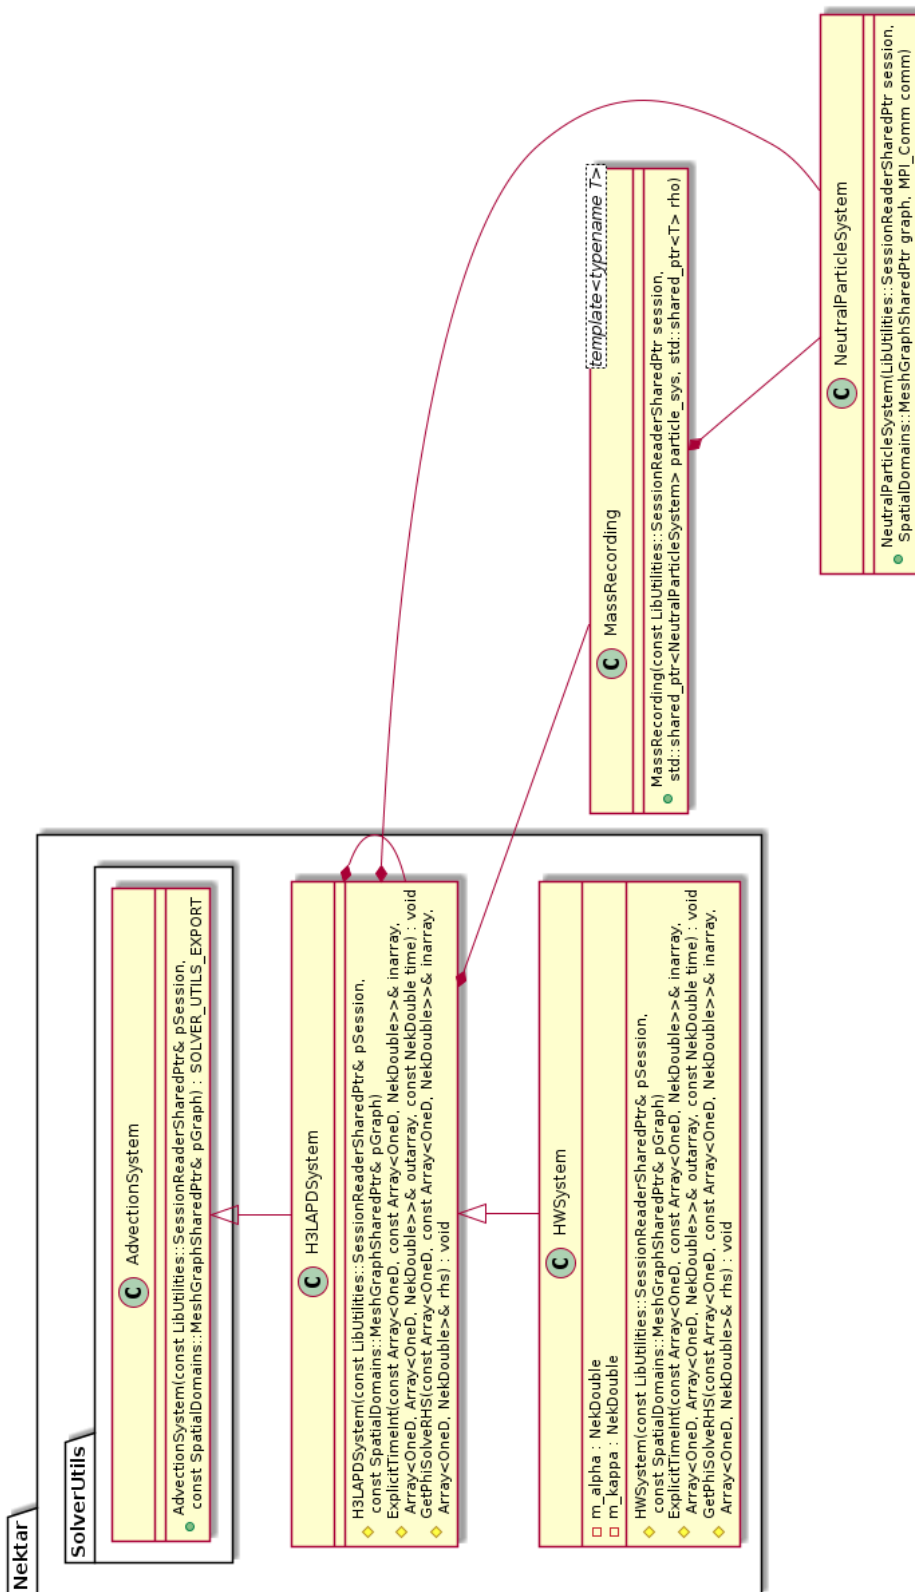 Nektar
SolverUtils
C AdvectionSystem
AdvectionSystem(const LibUtilities::SessionReaderSharedPtr& pSession,
const SpatialDomains::MeshGraphSharedPtr& pGraph) : SOLVER_UTILS_EXPORT
C H3LAPDSystem
H3LAPDSystem(const LibUtilities::SessionReaderSharedPtr& pSession,
const SpatialDomains::MeshGraphSharedPtr& pGraph)
ExplicitTimeInt(const Array<OneD, const Array<OneD, NekDouble>>& inarray,
Array<OneD, Array<OneD, NekDouble>>& outarray, const NekDouble time) : void
GetPhiSolveRHS(const Array<OneD, const Array<OneD, NekDouble>>& inarray,
Array<OneD, NekDouble>& rhs) : void
C HWSystem
m_alpha : NekDouble
m_kappa : NekDouble
HWSystem(const LibUtilities::SessionReaderSharedPtr& pSession,
const SpatialDomains::MeshGraphSharedPtr& pGraph)
ExplicitTimeInt(const Array<OneD, const Array<OneD, NekDouble>>& inarray,
Array<OneD, Array<OneD, NekDouble>>& outarray, const NekDouble time) : void
GetPhiSolveRHS(const Array<OneD, const Array<OneD, NekDouble>>& inarray,
Array<OneD, NekDouble>& rhs) : void
template<typename T>
C MassRecording
MassRecording(const LibUtilities::SessionReaderSharedPtr session,
std::shared_ptr<NeutralParticleSystem> particle_sys, std::shared_ptr<T> rho)
C NeutralParticleSystem
NeutralParticleSystem(LibUtilities::SessionReaderSharedPtr session,
SpatialDomains::MeshGraphSharedPtr graph, MPI_Comm comm)